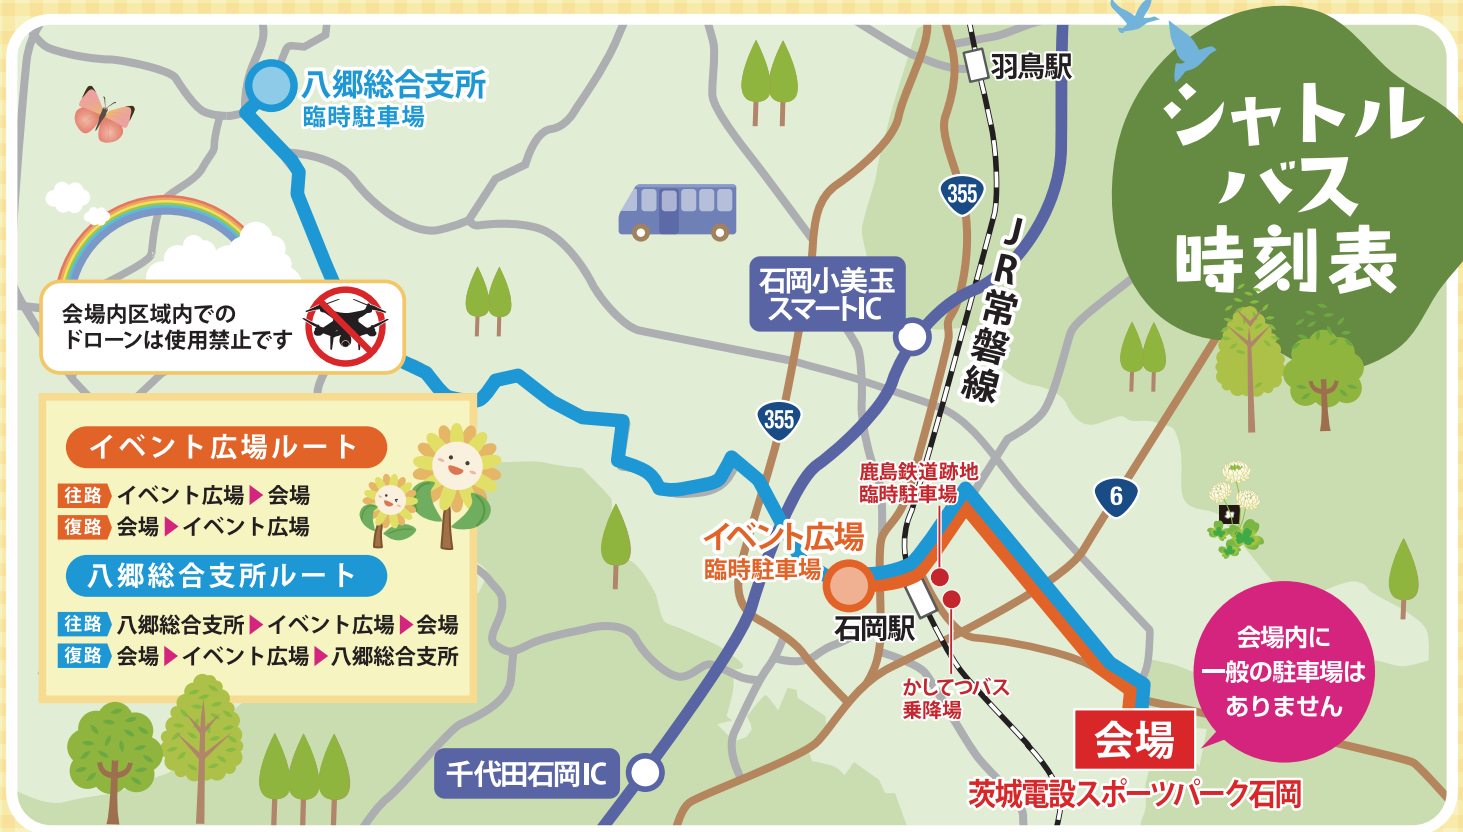 シャトル
バス
時刻表
八郷総合支所
臨時駐車場
羽鳥駅
355
JR常磐線
石岡小美玉
スマートIC
会場内区域内での
ドローンは使用禁止です
355
イベント広場ルート
往路 イベント広場▶会場
復路 会場▶イベント広場
八郷総合支所ルート
往路 八郷総合支所▶イベント広場▶会場
復路 会場▶イベント広場▶八郷総合支所
鹿島鉄道跡地
臨時駐車場
6
イベント広場
臨時駐車場
石岡駅
かしてつバス
乗降場
会場内に
一般の駐車場は
ありません
会場
茨城電設スポーツパーク石岡
千代田石岡IC